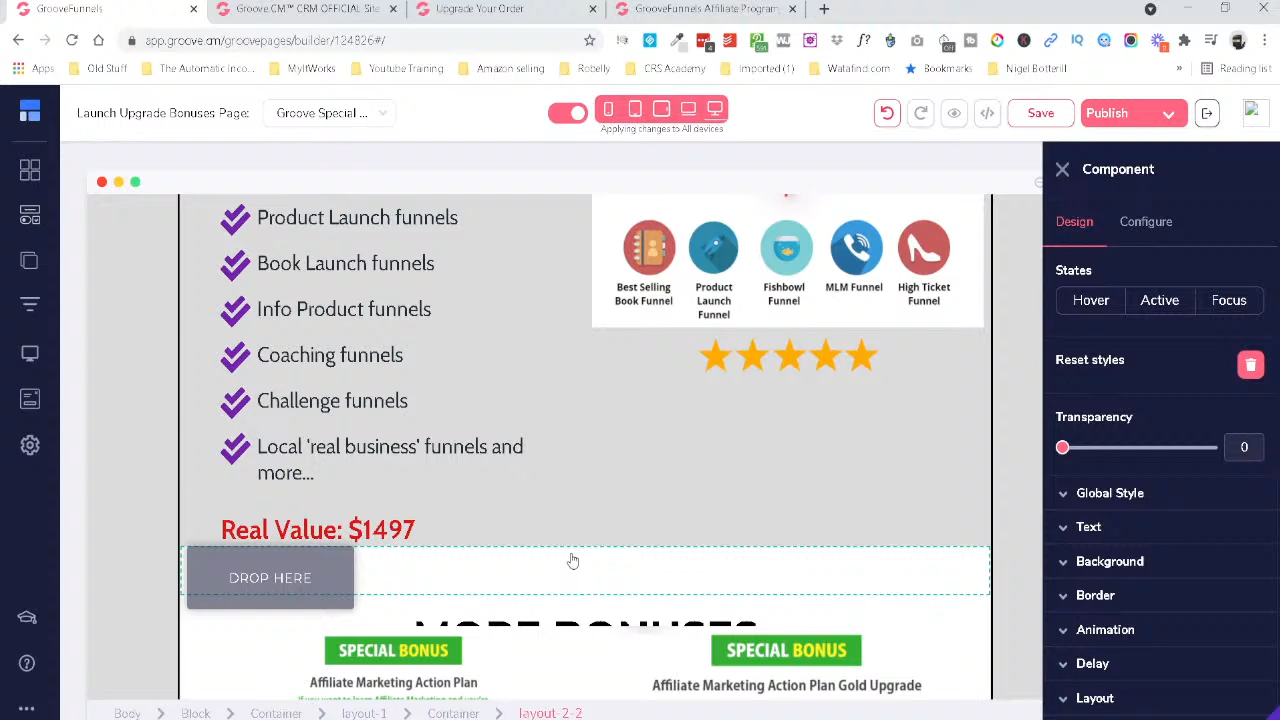 GrooveFunnels
Groove.CM™ CRM OFFICIAL Site
Upgrade Your Order
GrooveFunnels Affiliate Program
app.groove.cm/groovepages/builder/124826#/
Apps
Old Stuff
The Automatic Inco...
MyItWorks
Youtube Training
Amazon selling
Robelly
CRS Academy
Imported (1)
Watafind.com
Bookmarks
Nigel Botterill
»
Reading list
Launch Upgrade Bonuses Page:
Groove Special ...
Applying changes to All devices
Save
Publish
Component
Design
Configure
States
Hover
Active
Focus
Reset styles
Transparency
0
Global Style
Text
Background
Border
Animation
Delay
Layout
Product Launch funnels
Book Launch funnels
Info Product funnels
Coaching funnels
Challenge funnels
Local 'real business' funnels and
more...
Real Value: $1497
Best Selling
Book Funnel
Product
Launch
Funnel
Fishbowl
Funnel
MLM Funnel
High Ticket
Funnel
DROP HERE
MORE BONUSES
SPECIAL BONUS
Affiliate Marketing Action Plan
SPECIAL BONUS
Affiliate Marketing Action Plan Gold Upgrade
Body
Block
Container
layout-1
Container
layout-2-2